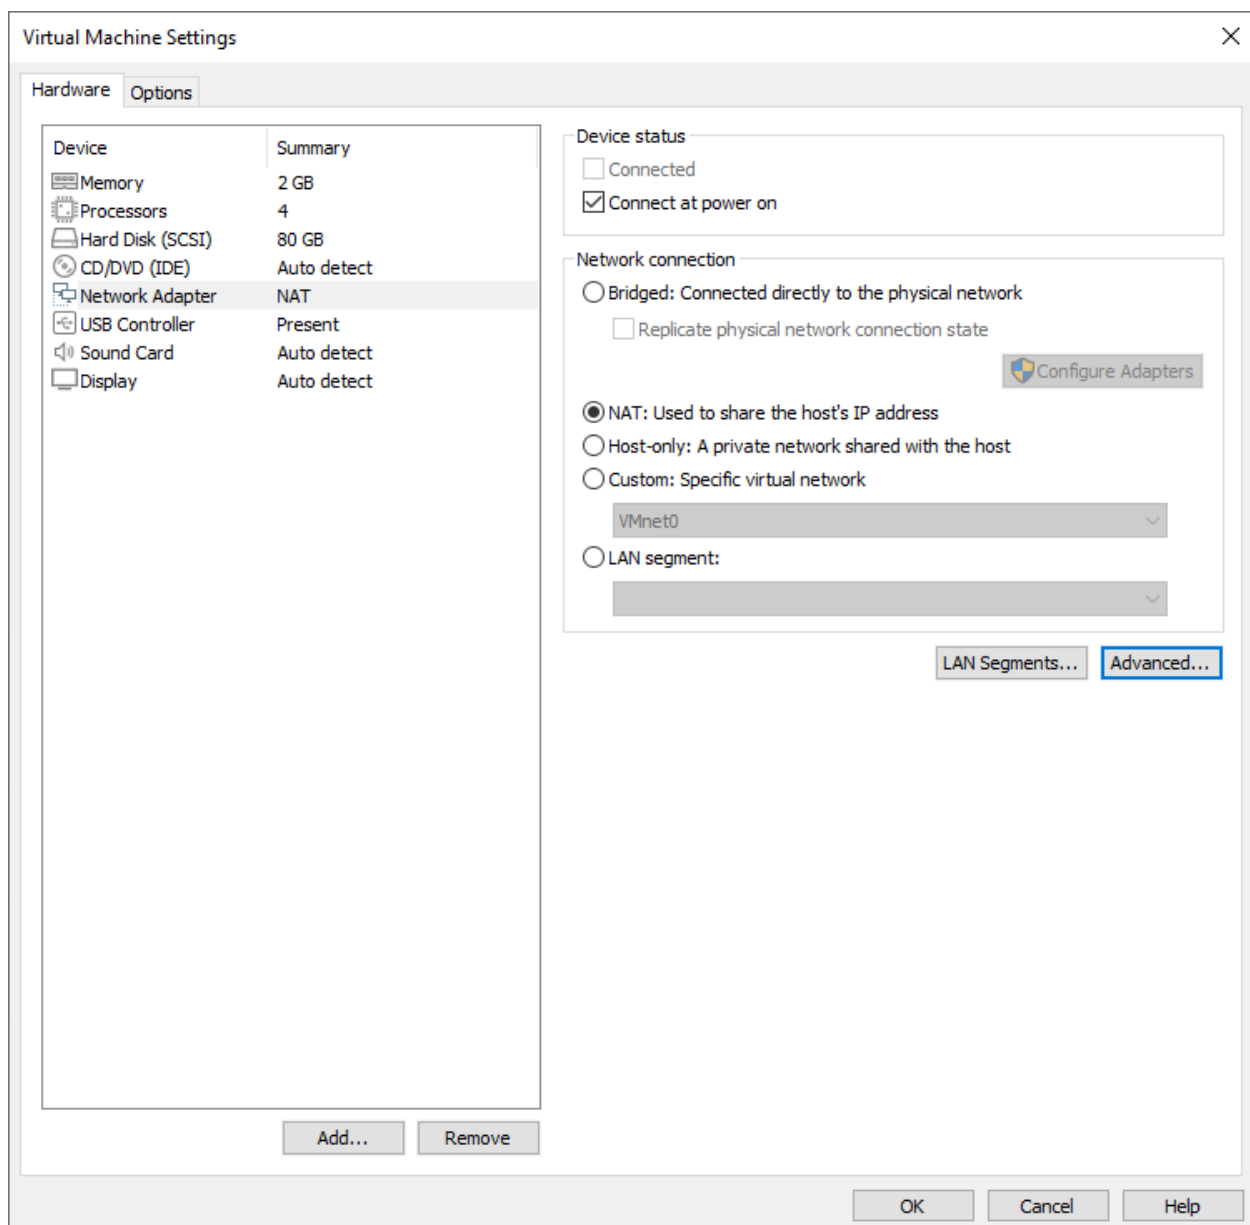 Virtual Machine Settings
Hardware
Options
Device Summary
Memory 2 GB
Processors 4
Hard Disk (SCSI) 80 GB
CD/DVD (IDE) Auto detect
Network Adapter NAT
USB Controller Present
Sound Card Auto detect
Display Auto detect
Add...
Remove
Device status
Connected
Connect at power on
Network connection
Bridged: Connected directly to the physical network
Replicate physical network connection state
Configure Adapters
NAT: Used to share the host's IP address
Host-only: A private network shared with the host
Custom: Specific virtual network
VMnet0
LAN segment:
LAN Segments...
Advanced...
OK
Cancel
Help